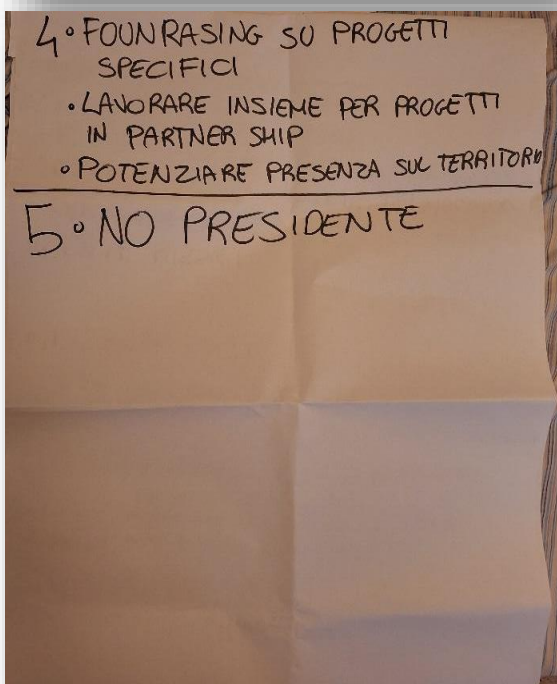 4 • FOUNRASING SU PROGETTI
SPECIFICI
• LAVORARE INSIEME PER PROGETTI
IN PARTNER SHIP
• POTENZIARE PRESENZA SUL TERRITORIO
5 • NO PRESIDENTE